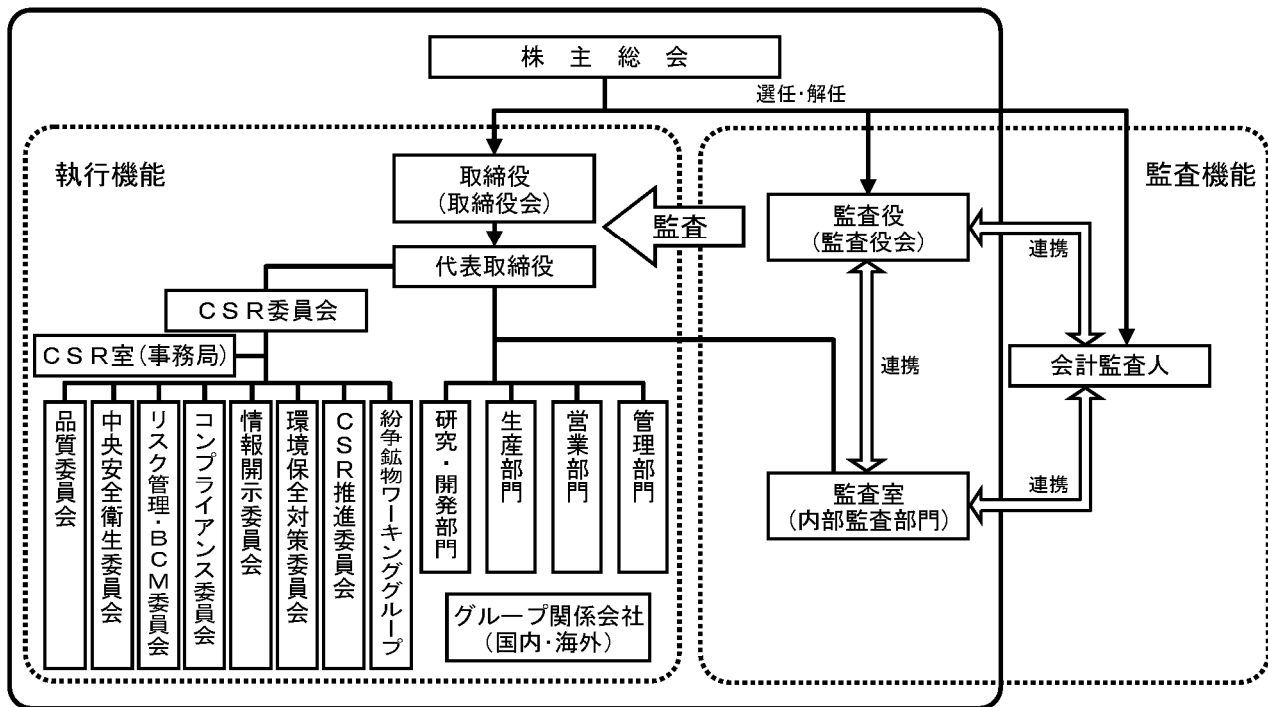 株主総会
選任・解任
執行機能
監査機能
取締役
(取締役会)
監査
監査役
(監査役会)
連携
代表取締役
CSR委員会
CSR室(事務局)
連携
会計監査人
品質委員会
中央安全衛生委員会
リスク管理・BCM委員会
コンプライアンス委員会
情報開示委員会
環境保全対策委員会
CSR推進委員会
紛争鉱物ワーキンググループ
研究・開発部門
生産部門
営業部門
管理部門
監査室
(内部監査部門)
連携
グループ関係会社
(国内・海外)